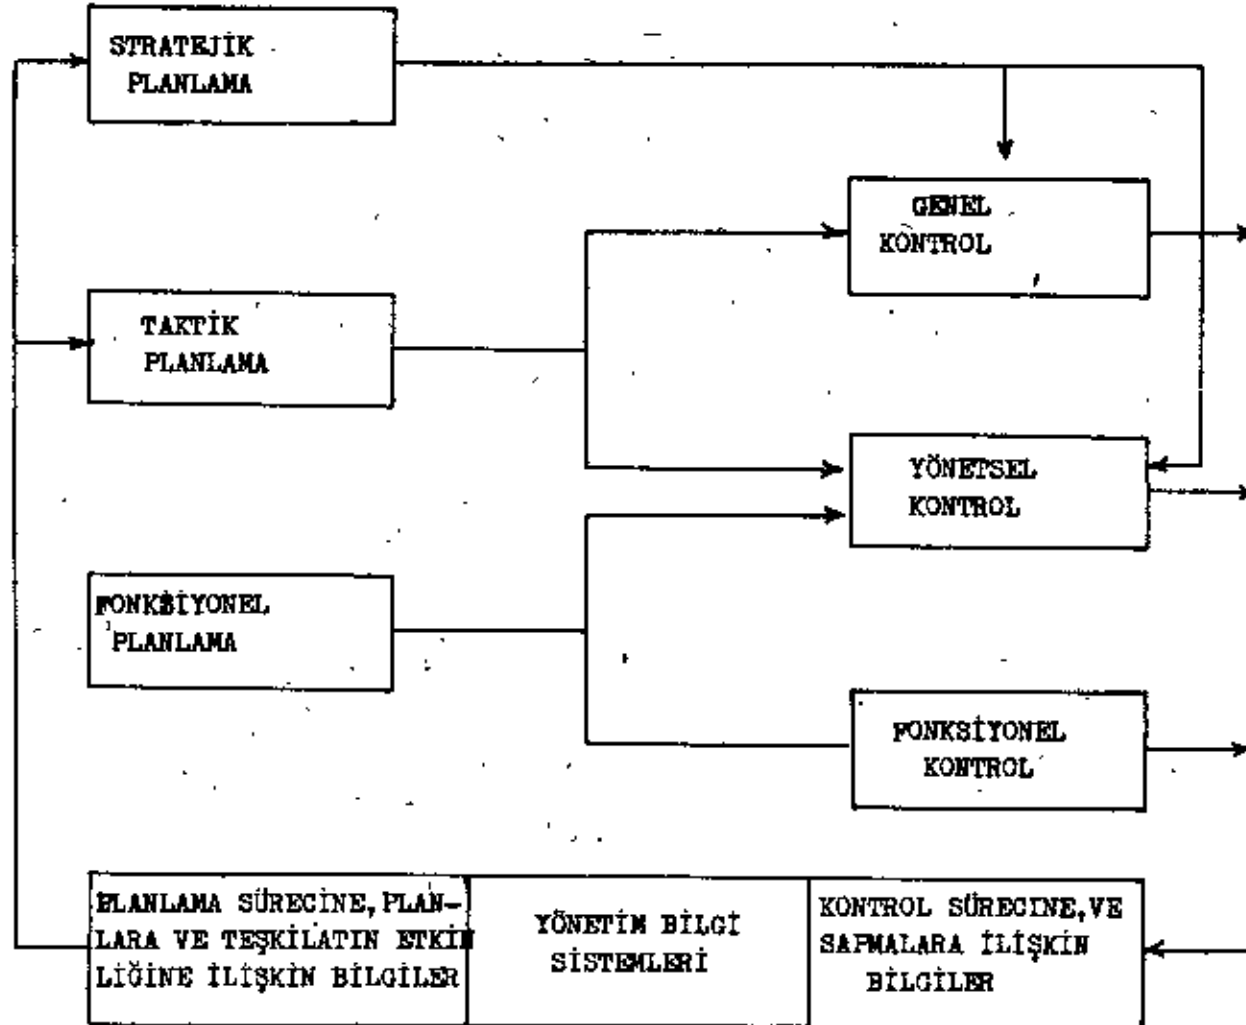 STRATEJİK
PLANLAMA
GENEL
KONTROL
TAKTİK
PLANLAMA
YÖNETSEL
KONTROL
FONKSİYONEL
PLANLAMA
FONKSİYONEL
KONTROL
PLANLAMA SÜRECİNE, PLAN-
LARA VE TEŞKİLATIN ETKİN
LİĞİNE İLİŞKİN BİLGİLER
YÖNETİM BİLGİ
SİSTEMLERİ
KONTROL SÜRECINE, VE
SAPMALARA İLİŞKİN
BİLGİLER